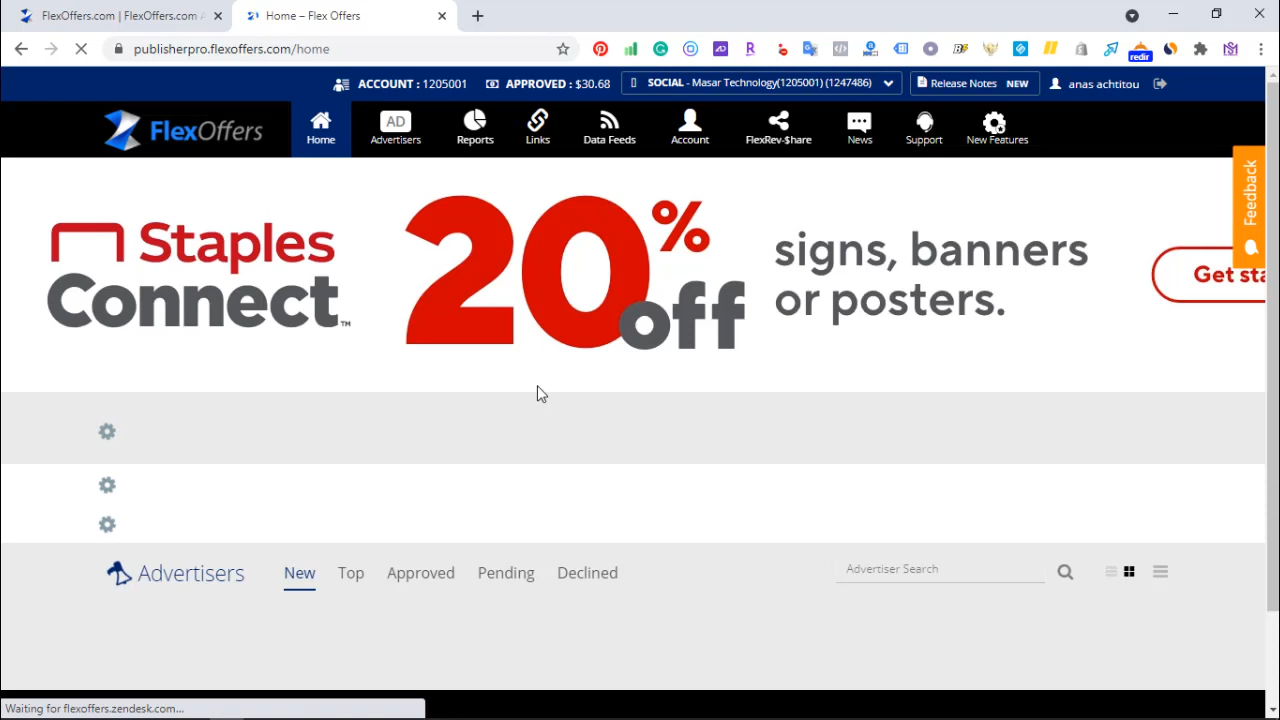 FlexOffers.com | FlexOffers.com
Home – Flex Offers
publisherpro.flexoffers.com/home
redir
ACCOUNT : 1205001
APPROVED : $30.68
SOCIAL - Masar Technology(1205001) (1247486)
Release Notes NEW
anas achtitou
FlexOffers
Home
AD
Advertisers
Reports
Links
Data Feeds
Account
FlexRev-$hare
News
Support
New Features
Feedback
Staples
Connect™
20%
off
signs, banners
or posters.
Get sta
Advertisers
New
Top
Approved
Pending
Declined
Advertiser Search
Waiting for flexoffers.zendesk.com...